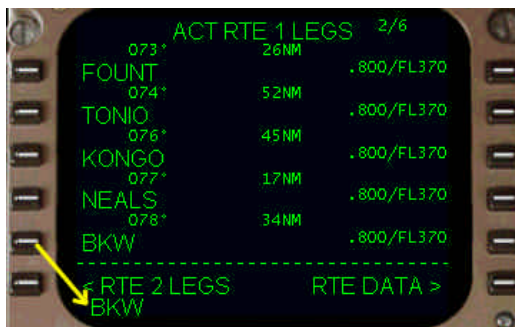 ACT RTE 1 LEGS 2/6
073° 26NM
FOUNT .800/FL370
074° 52NM
TONIO .800/FL370
076° 45NM
KONGO .800/FL370
077° 17NM
NEALS .800/FL370
078° 34NM
BKW .800/FL370
--------------------------------
< RTE 2 LEGS RTE DATA >
BKW